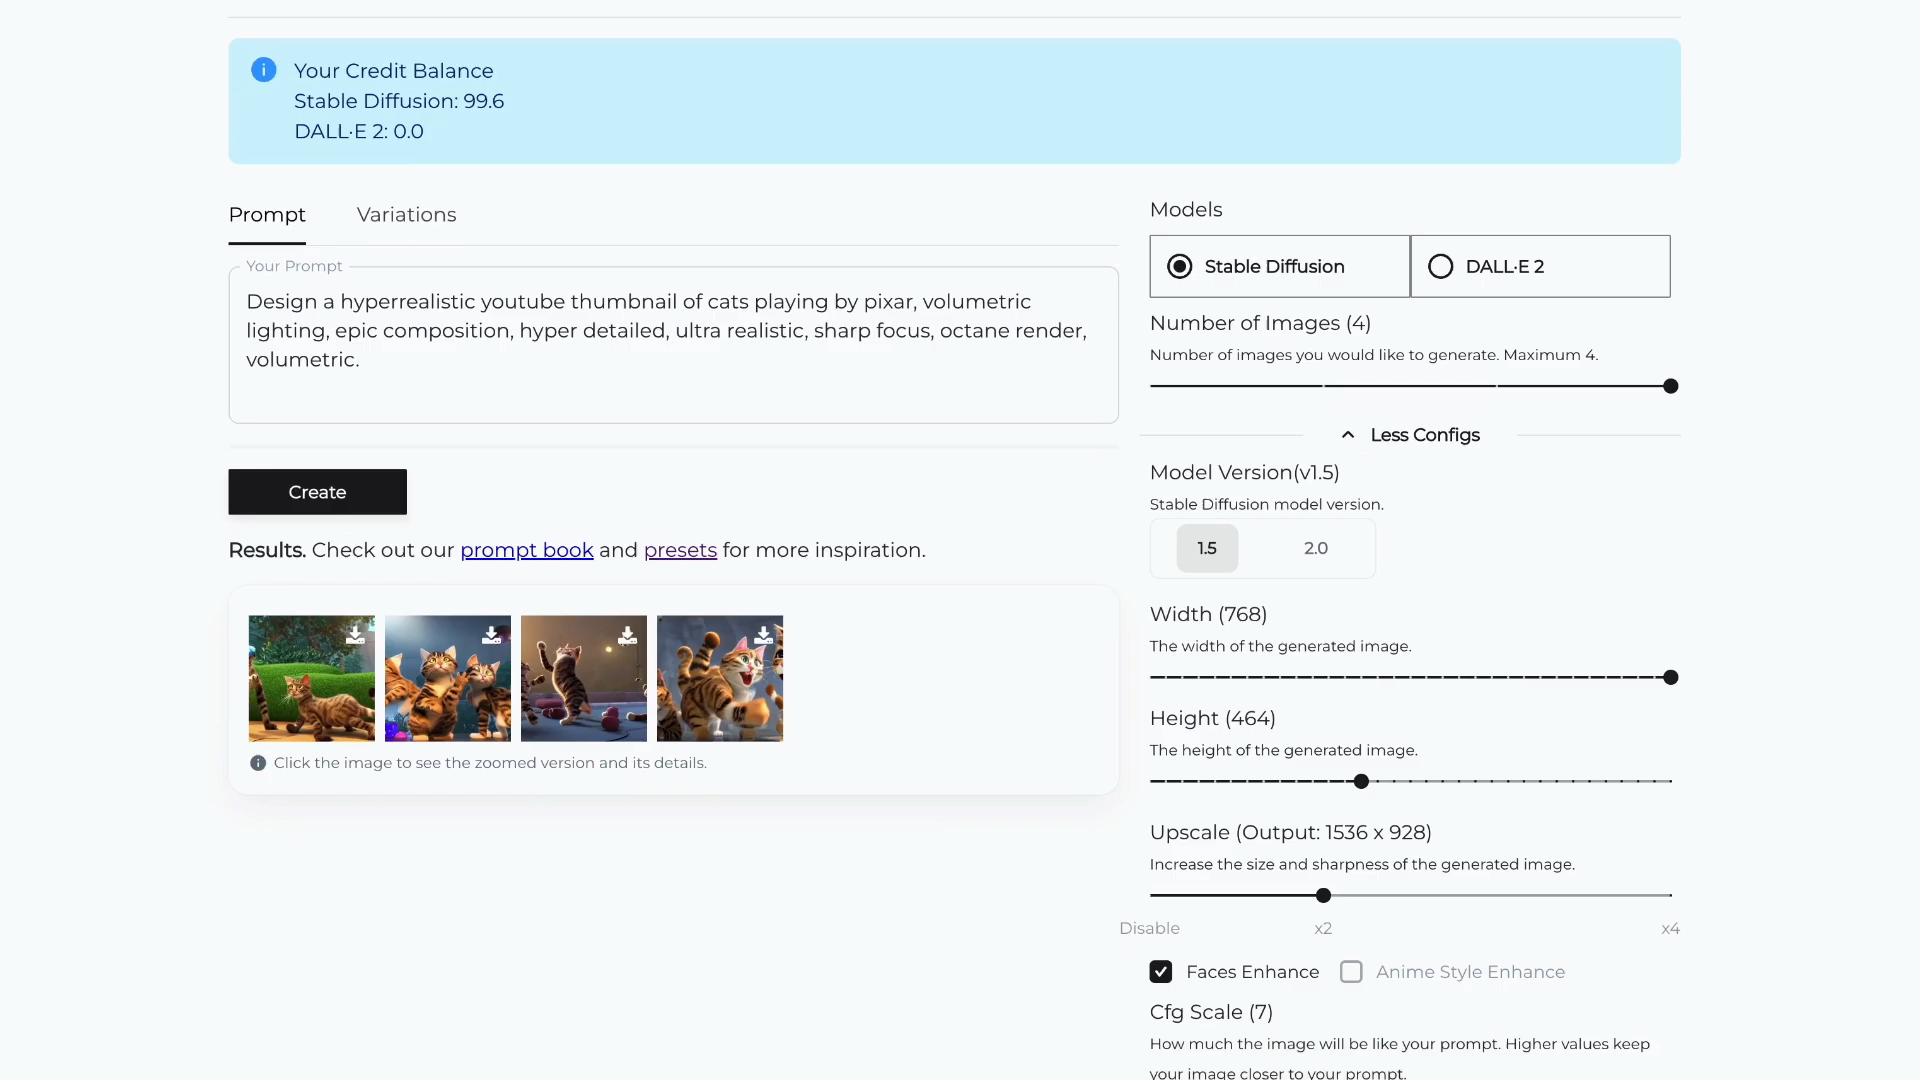 Your Credit Balance
Stable Diffusion: 99.6
DALL·E 2: 0.0
Prompt
Variations
Your Prompt
Design a hyperrealistic youtube thumbnail of cats playing by pixar, volumetric
lighting, epic composition, hyper detailed, ultra realistic, sharp focus, octane render,
volumetric.
Create
Results. Check out our prompt book and presets for more inspiration.
Click the image to see the zoomed version and its details.
Models
Stable Diffusion
DALL·E 2
Number of Images (4)
Number of images you would like to generate. Maximum 4.
Less Configs
Model Version(v1.5)
Stable Diffusion model version.
1.5
2.0
Width (768)
The width of the generated image.
Height (464)
The height of the generated image.
Upscale (Output: 1536 x 928)
Increase the size and sharpness of the generated image.
Disable
x2
x4
Faces Enhance
Anime Style Enhance
Cfg Scale (7)
How much the image will be like your prompt. Higher values keep
your image closer to your prompt.